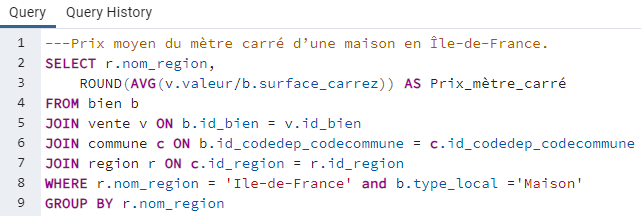 Query Query History
1 ---Prix moyen du mètre carré d’une maison en Île-de-France.
2 SELECT r.nom_region,
3 ROUND(AVG(v.valeur/b.surface_carrez)) AS Prix_mètre_carré
4 FROM bien b
5 JOIN vente v ON b.id_bien = v.id_bien
6 JOIN commune c ON b.id_codedep_codecommune = c.id_codedep_codecommune
7 JOIN region r ON c.id_region = r.id_region
8 WHERE r.nom_region = 'Ile-de-France' and b.type_local ='Maison'
9 GROUP BY r.nom_region